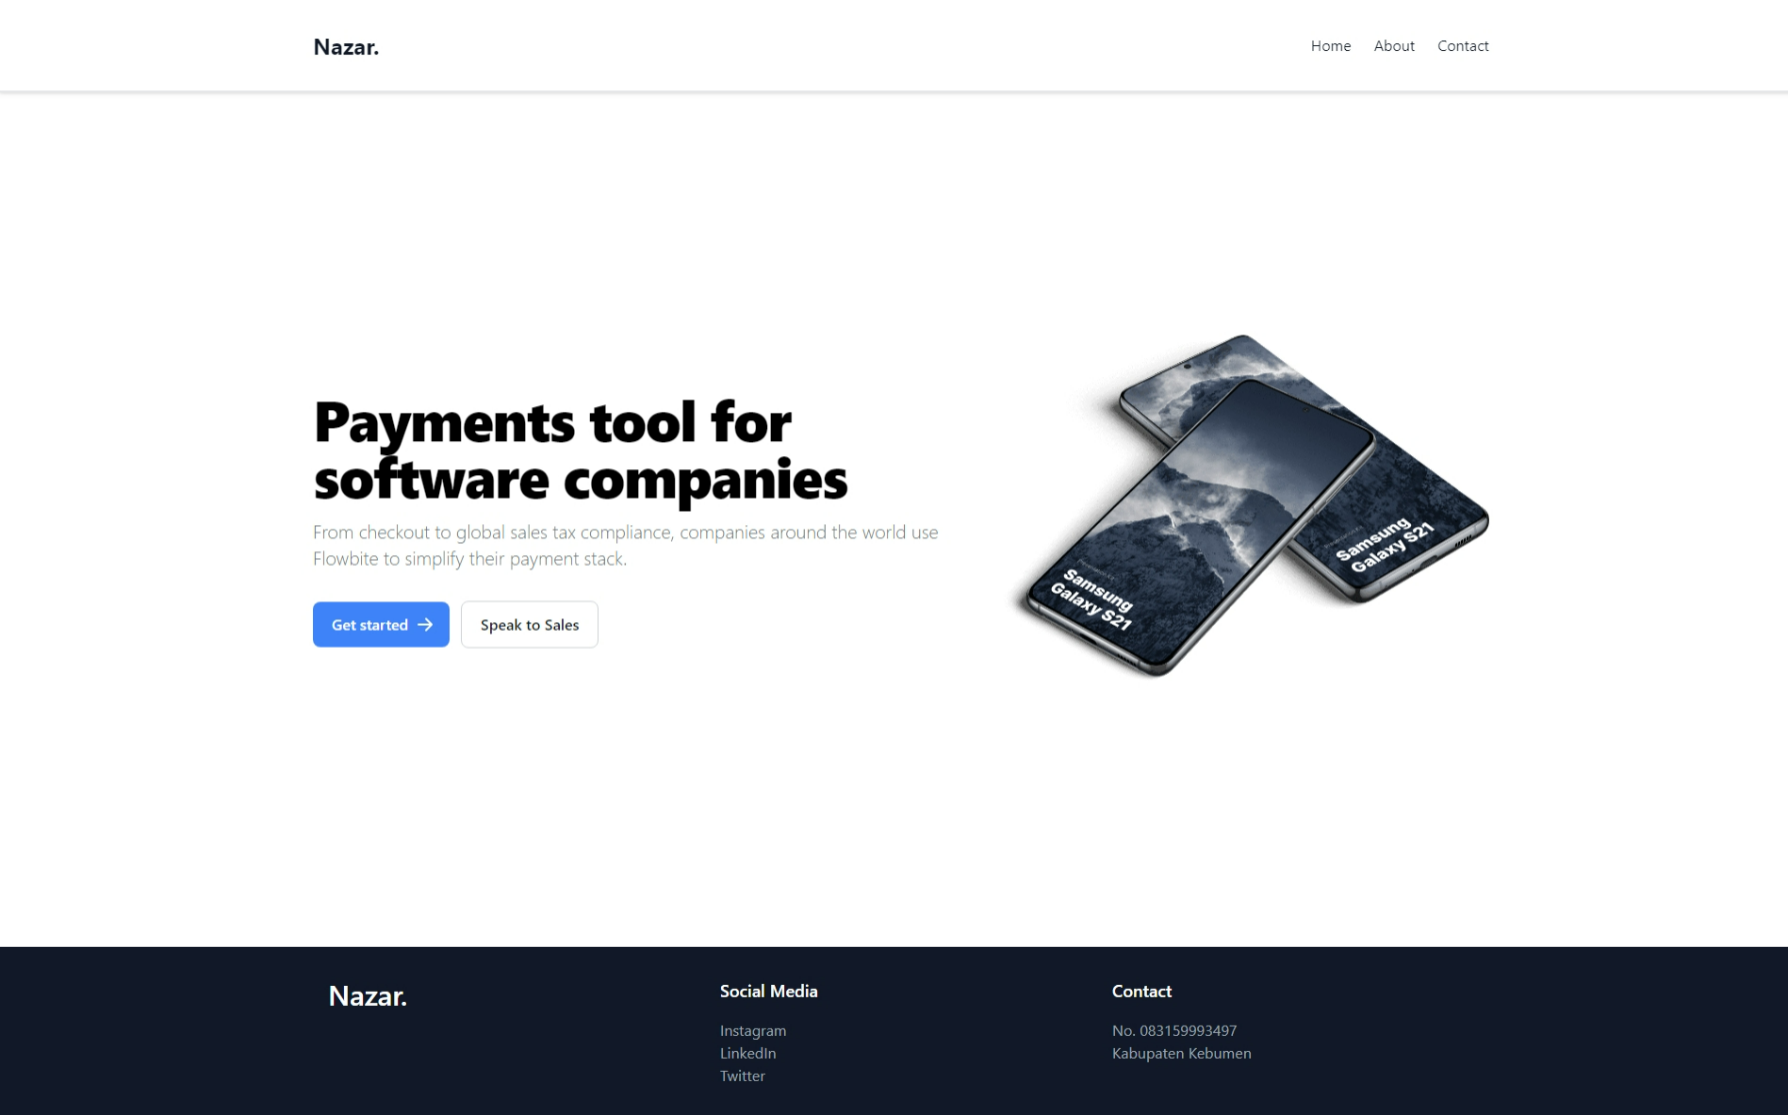 Nazar.
Home
About
Contact
Payments tool for
software companies
From checkout to global sales tax compliance, companies around the world use
Flowbite to simplify their payment stack.
Get started
Speak to Sales
Samsung
Galaxy S21
Samsung
Galaxy S21
Nazar.
Social Media
Instagram
LinkedIn
Twitter
Contact
No. 083159993497
Kabupaten Kebumen